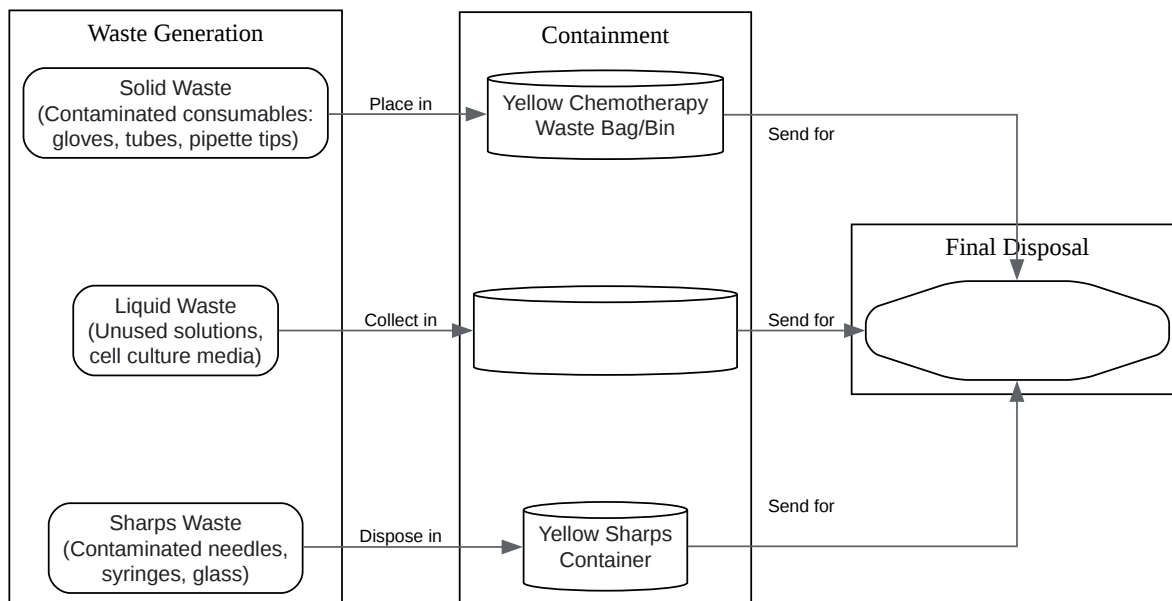 Waste Generation
Containment
Solid Waste
(Contaminated consumables:
gloves, tubes, pipette tips)
Place in
Yellow Chemotherapy
Waste Bag/Bin
Send for
Final Disposal
Liquid Waste
(Unused solutions,
cell culture media)
Collect in
Send for
Sharps Waste
(Contaminated needles,
syringes, glass)
Dispose in
Yellow Sharps
Container
Send for